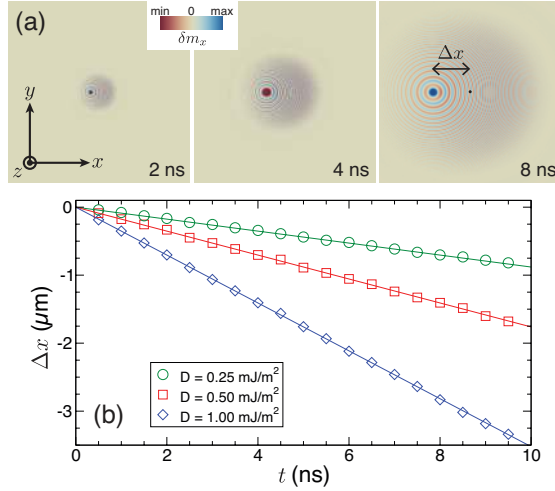 (a)
min 0 max
δmₓ
Δx
y
x
z
2 ns
4 ns
8 ns
0
-1
-2
-3
Δx (μm)
D = 0.25 mJ/m²
D = 0.50 mJ/m²
D = 1.00 mJ/m²
(b)
0 2 4 6 8 10
t (ns)